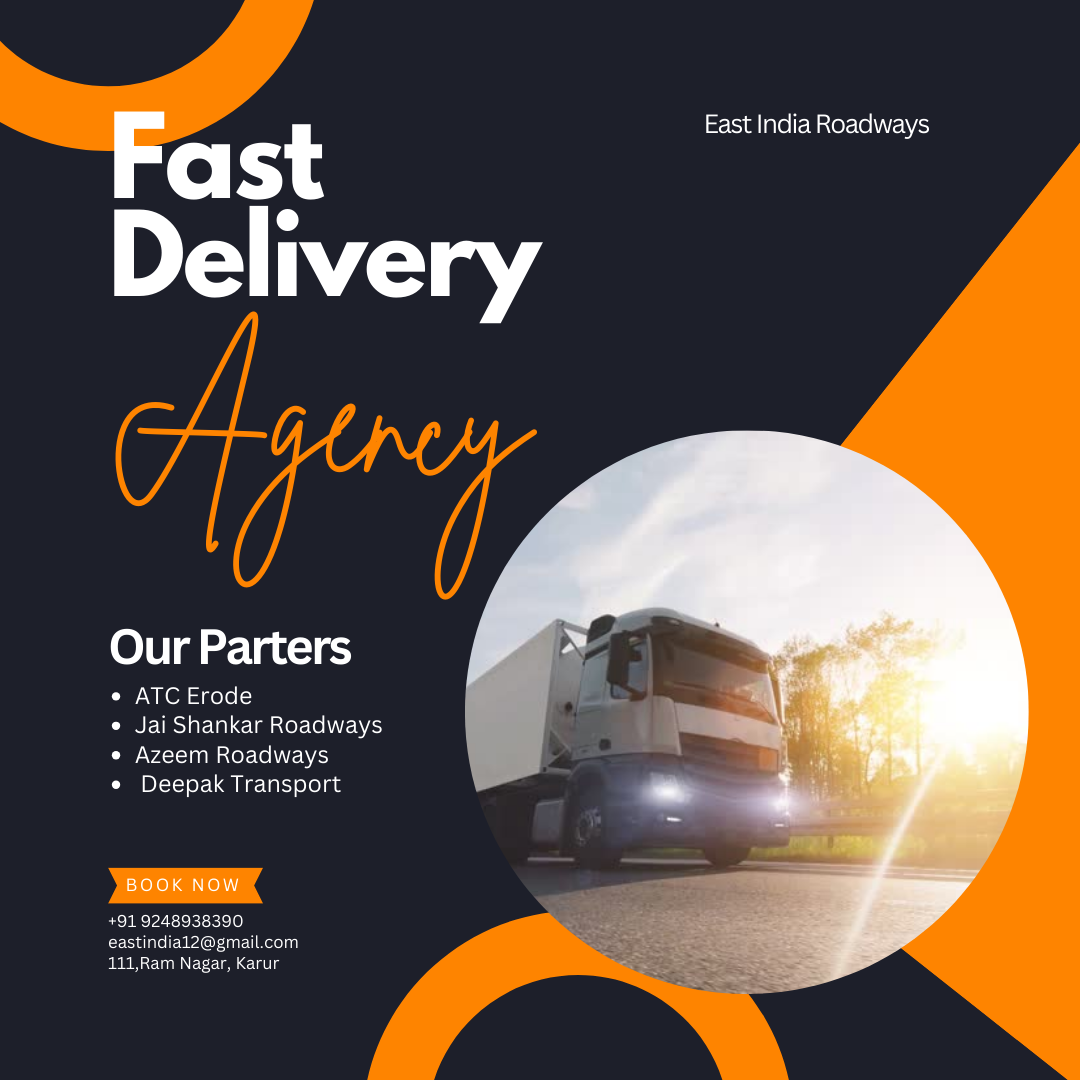 Fast
Delivery
Agency
East India Roadways
Our Parters
• ATC Erode
• Jai Shankar Roadways
• Azeem Roadways
• Deepak Transport
BOOK NOW
+91 9248938390
eastindia12@gmail.com
111,Ram Nagar, Karur